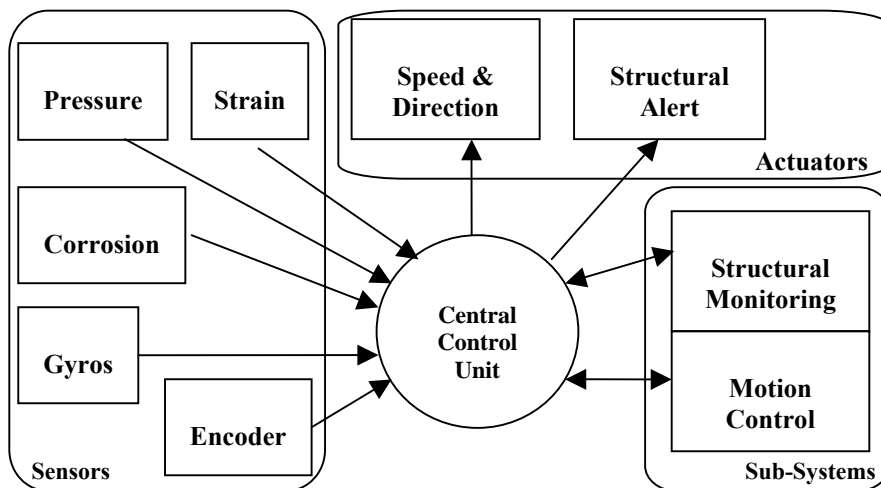 Pressure
Strain
Corrosion
Gyros
Encoder
Sensors
Speed &
Direction
Structural
Alert
Actuators
Central
Control
Unit
Structural
Monitoring
Motion
Control
Sub-Systems